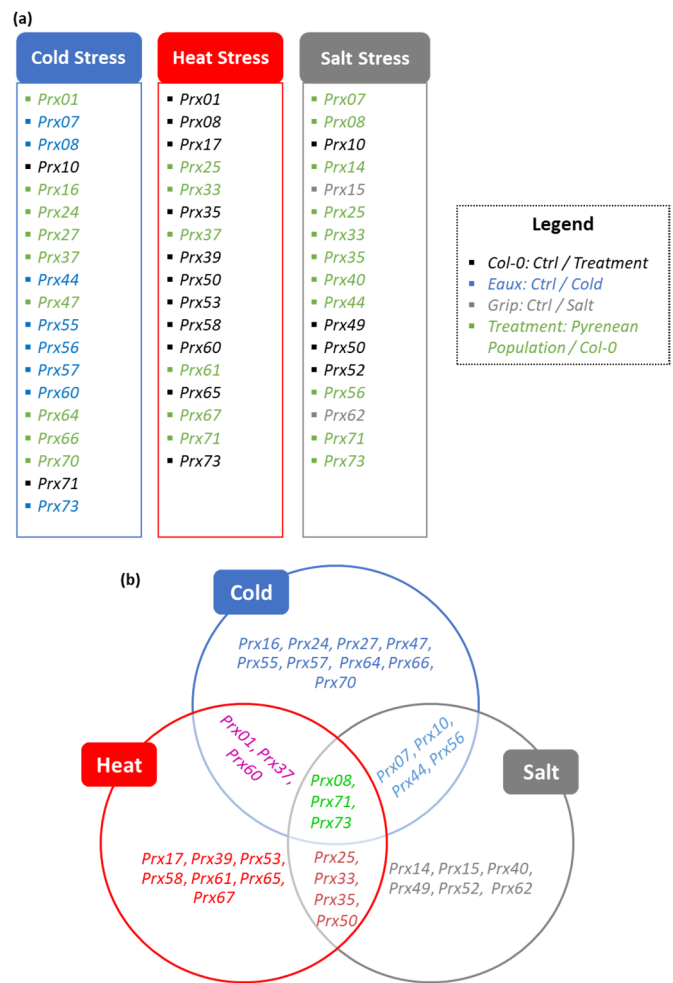 (a)
Cold Stress
Prx01
Prx07
Prx08
Prx10
Prx16
Prx24
Prx27
Prx37
Prx44
Prx47
Prx55
Prx56
Prx57
Prx60
Prx64
Prx66
Prx70
Prx71
Prx73
Heat Stress
Prx01
Prx08
Prx17
Prx25
Prx33
Prx35
Prx37
Prx39
Prx50
Prx53
Prx58
Prx60
Prx61
Prx65
Prx67
Prx71
Prx73
Salt Stress
Prx07
Prx08
Prx10
Prx14
Prx15
Prx25
Prx33
Prx35
Prx40
Prx44
Prx49
Prx50
Prx52
Prx56
Prx62
Prx71
Prx73
Legend
Col-0: Ctrl / Treatment
Eaux: Ctrl / Cold
Grip: Ctrl / Salt
Treatment: Pyrenean
Population / Col-0
(b)
Cold
Prx16, Prx24, Prx27, Prx47,
Prx55, Prx57, Prx64, Prx66,
Prx70
Prx01, Prx37,
Prx60
Prx07, Prx10,
Prx44, Prx56
Heat
Salt
Prx08,
Prx71,
Prx73
Prx17, Prx39, Prx53,
Prx58, Prx61, Prx65,
Prx67
Prx25,
Prx33,
Prx35,
Prx50
Prx14, Prx15, Prx40,
Prx49, Prx52, Prx62